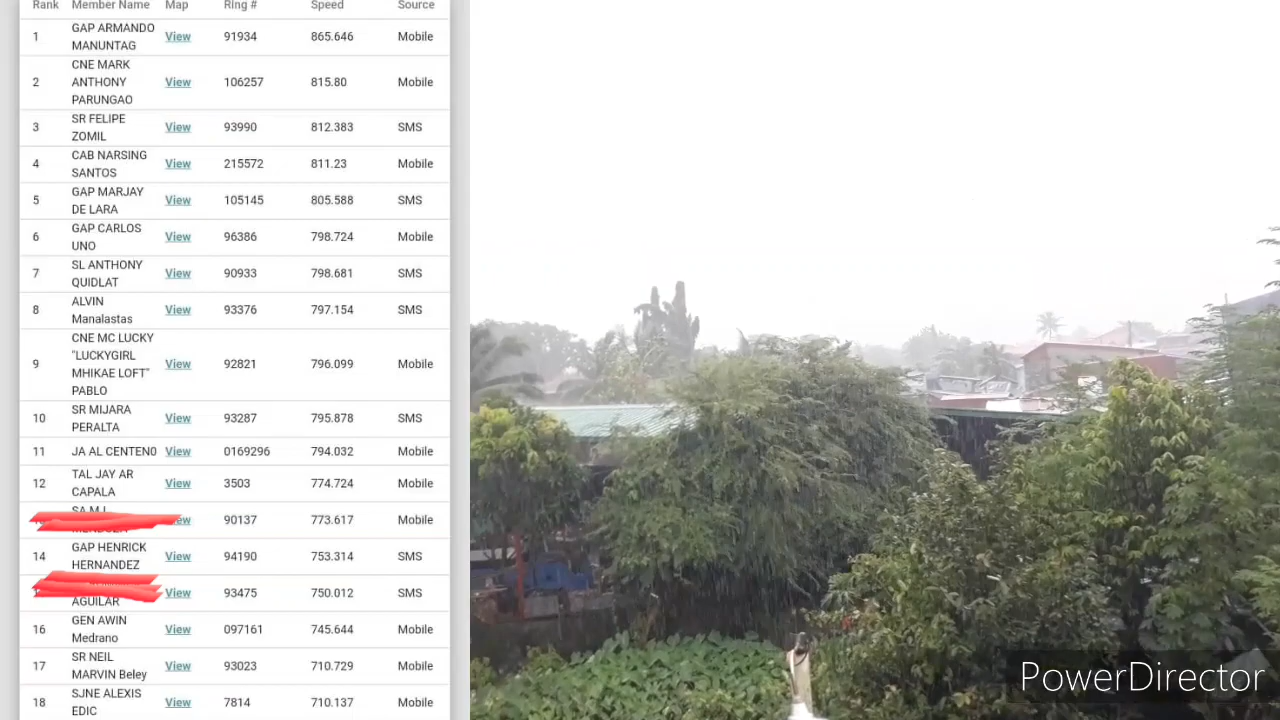 Rank Member Name Map Ring # Speed Source
1 GAP ARMANDO MANUNTAG View 91934 865.646 Mobile
2 CNE MARK ANTHONY PARUNGAO View 106257 815.80 Mobile
3 SR FELIPE ZOMIL View 93990 812.383 SMS
4 CAB NARSING SANTOS View 215572 811.23 Mobile
5 GAP MARJAY DE LARA View 105145 805.588 SMS
6 GAP CARLOS UNO View 96386 798.724 Mobile
7 SL ANTHONY QUIDLAT View 90933 798.681 SMS
8 ALVIN Manalastas View 93376 797.154 SMS
9 CNE MC LUCKY "LUCKYGIRL MHIKAE LOFT" PABLO View 92821 796.099 Mobile
10 SR MIJARA PERALTA View 93287 795.878 SMS
11 JA AL CENTEN0 View 0169296 794.032 Mobile
12 TAL JAY AR CAPALA View 3503 774.724 Mobile
90137 773.617 Mobile
14 GAP HENRICK HERNANDEZ View 94190 753.314 SMS
AGUILAR View 93475 750.012 SMS
16 GEN AWIN Medrano View 097161 745.644 Mobile
17 SR NEIL MARVIN Beley View 93023 710.729 Mobile
18 SJNE ALEXIS EDIC View 7814 710.137 Mobile
PowerDirector